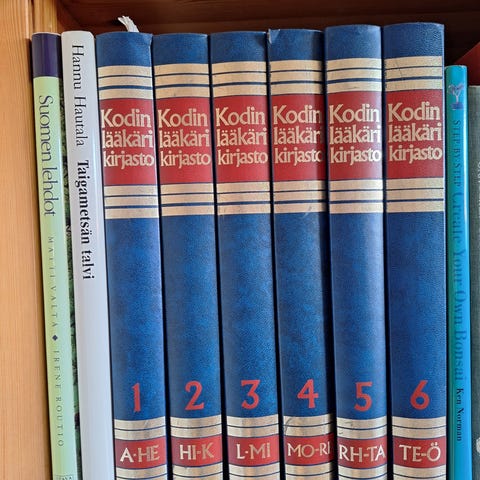 Suomen lehdot
MATTI VALTA ◆ IRENE ROUTIO
Hannu Hautala Taigametsän talvi
Kodin
lääkäri
kirjasto
1
A-HE
Kodin
lääkäri
kirjasto
2
HI-K
Kodin
lääkäri
kirjasto
3
L-MI
Kodin
lääkäri
kirjasto
4
MO-RI
Kodin
lääkäri
kirjasto
5
RH-TA
Kodin
lääkäri
kirjasto
6
TE-Ö
STEP BY STEP Create Your Own Bonsai Ken Norman